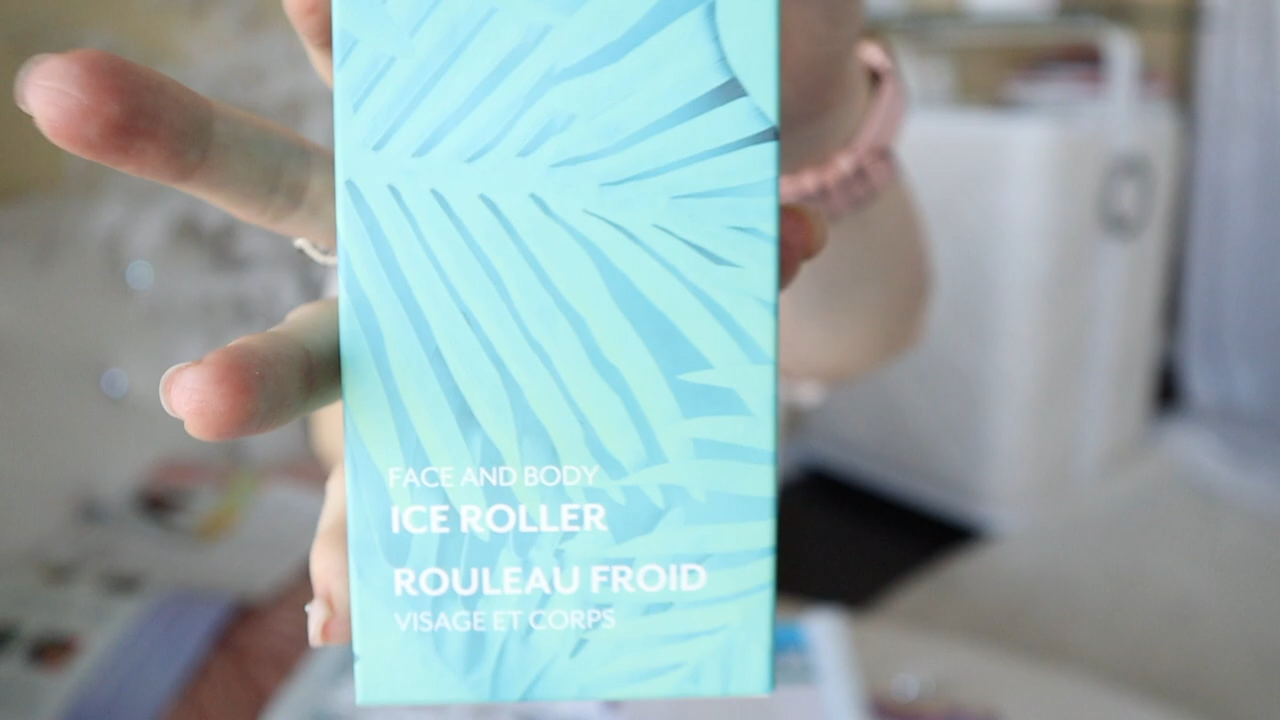 FACE AND BODY
ICE ROLLER
ROULEAU FROID
VISAGE ET CORPS